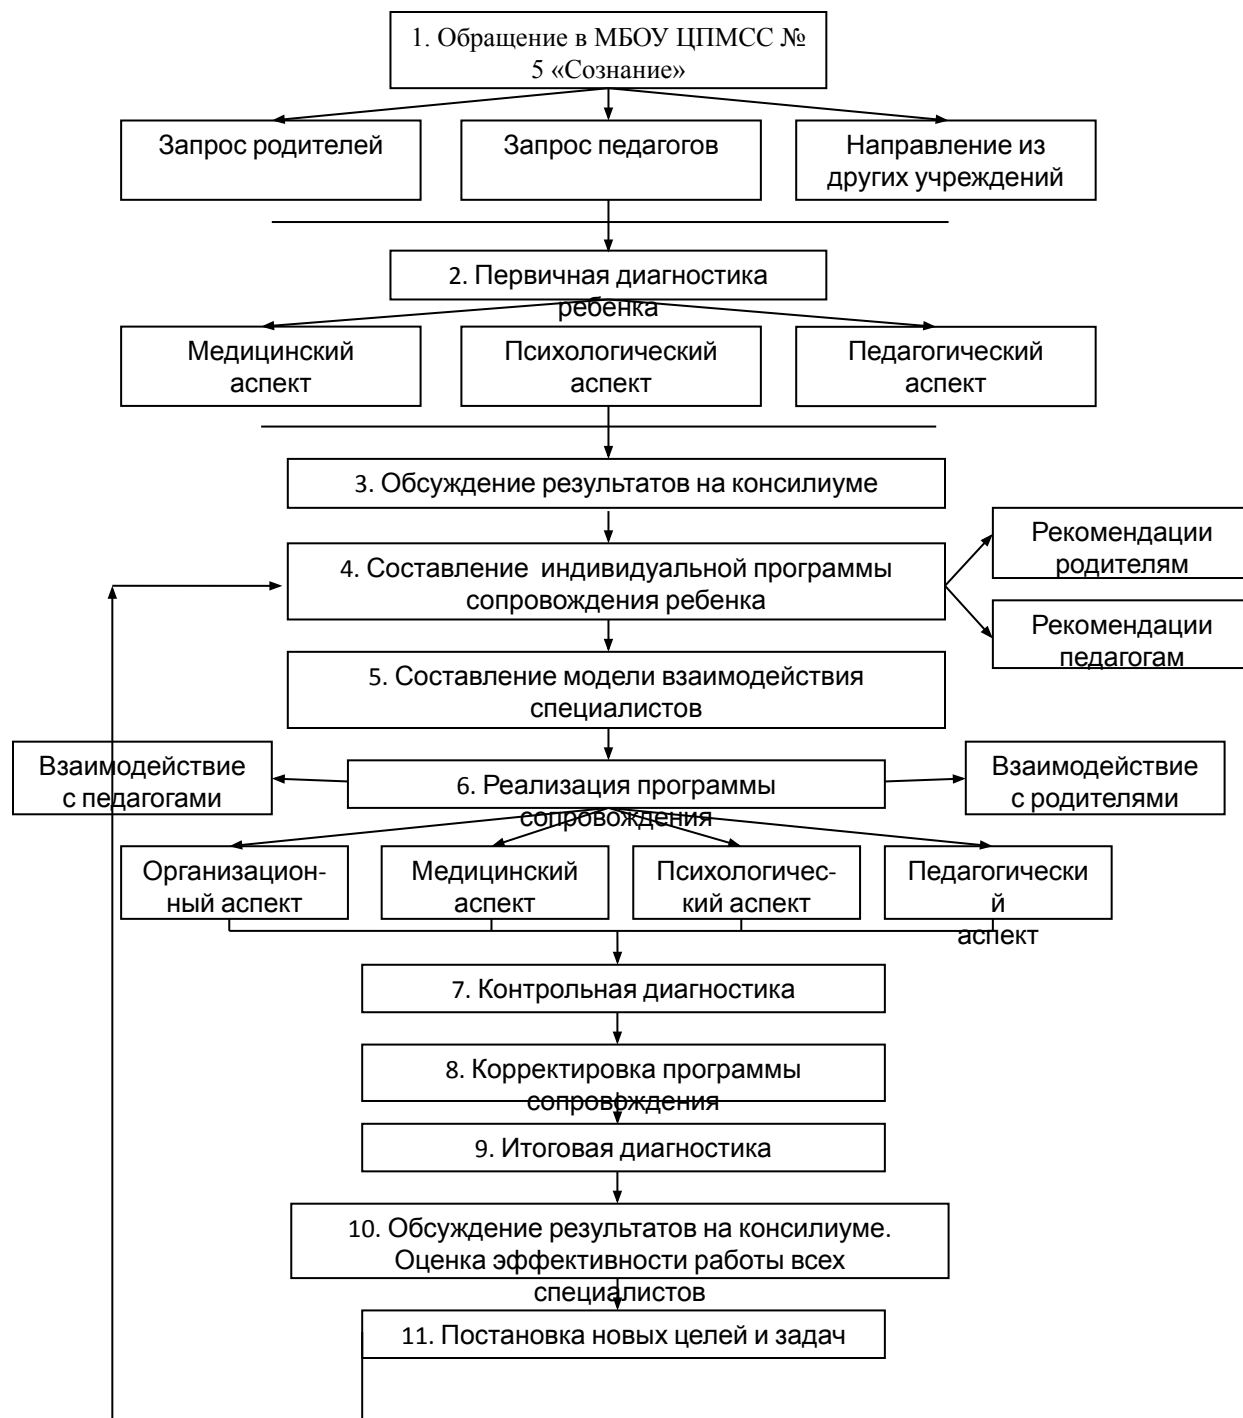 1. Обращение в МБОУ ЦПМСС №
5 «Сознание»
Запрос родителей
Запрос педагогов
Направление из
других учреждений
2. Первичная диагностика
ребенка
Медицинский
аспект
Психологический
аспект
Педагогический
аспект
3. Обсуждение результатов на консилиуме
4. Составление индивидуальной программы
сопровождения ребенка
Рекомендации
родителям
Рекомендации
педагогам
5. Составление модели взаимодействия
специалистов
Взаимодействие
с педагогами
6. Реализация программы
сопровождения
Взаимодействие
с родителями
Организацион-
ный аспект
Медицинский
аспект
Психологичес-
кий аспект
Педагогически
й
аспект
7. Контрольная диагностика
8. Корректировка программы
сопровождения
9. Итоговая диагностика
10. Обсуждение результатов на консилиуме.
Оценка эффективности работы всех
специалистов
11. Постановка новых целей и задач